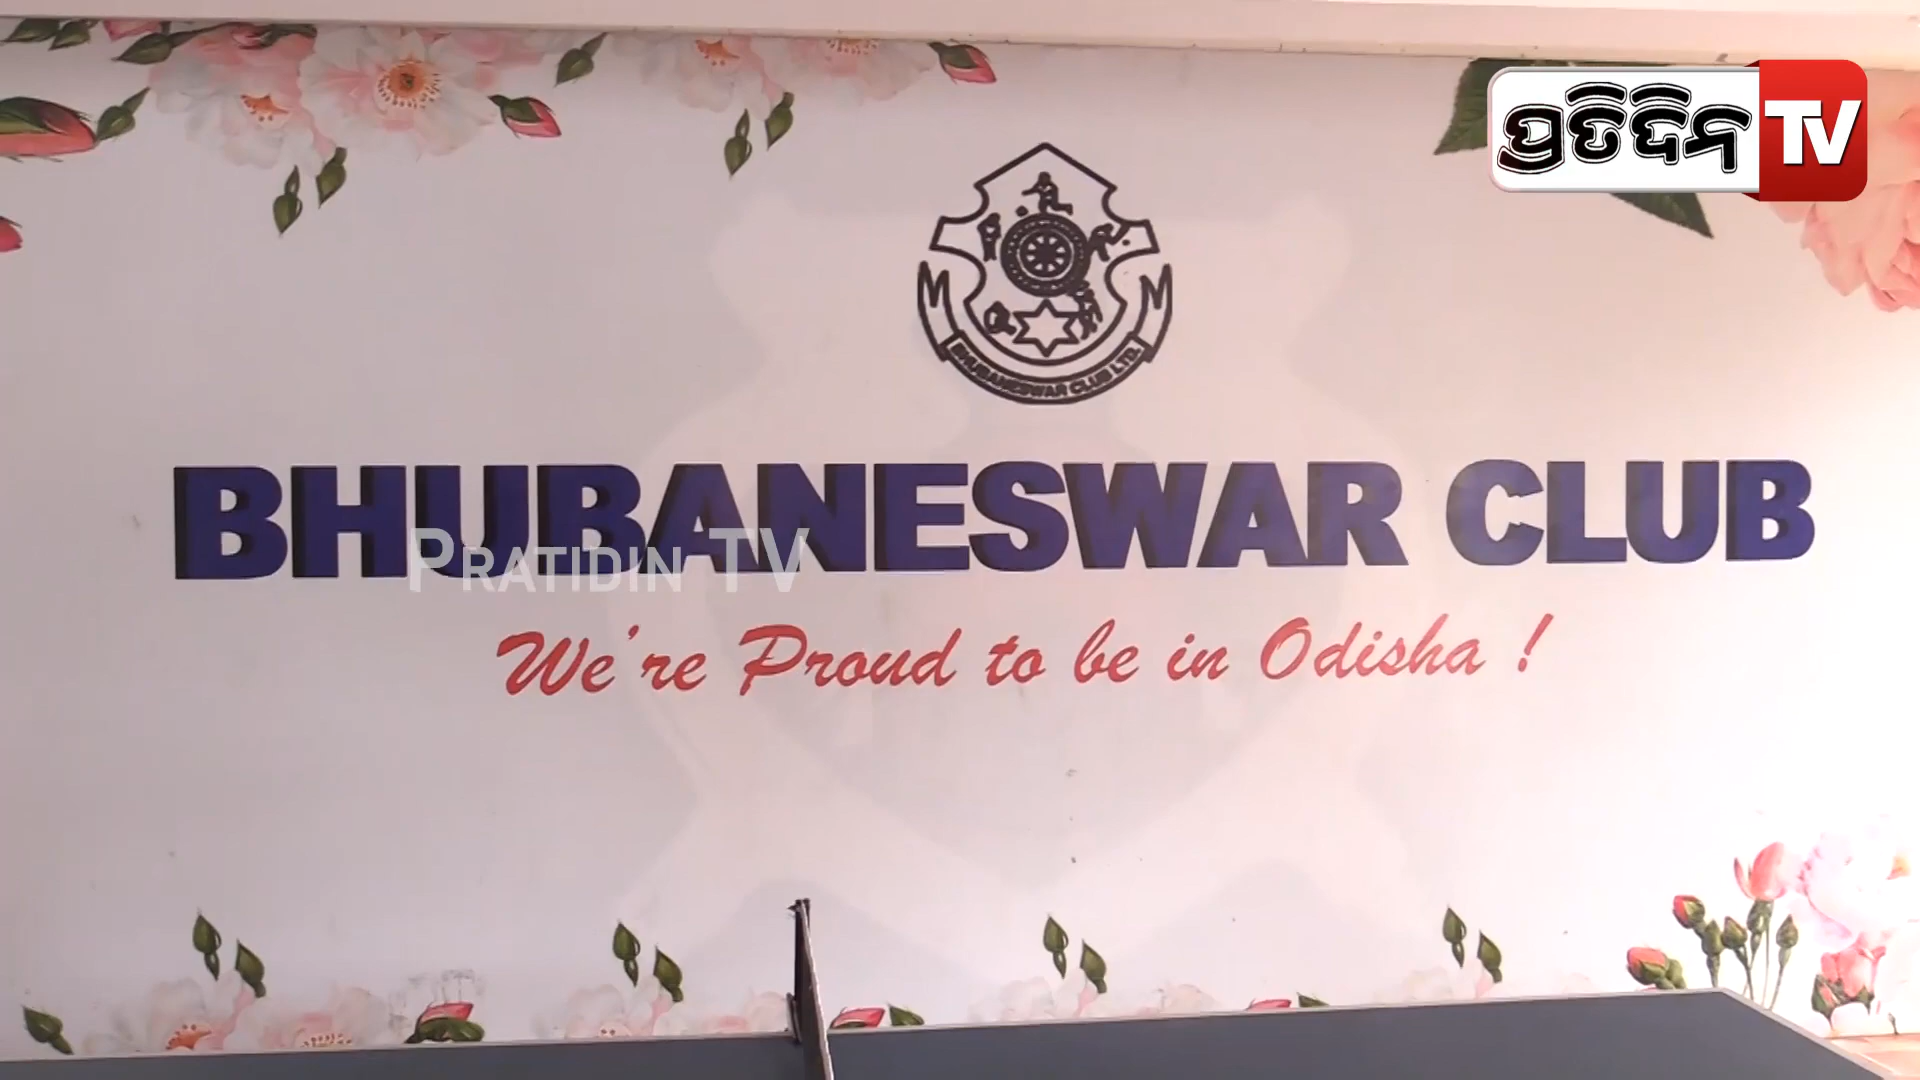 ପ୍ରତିଦିନ TV
BHUBANESWAR CLUB LTD.
BHUBANESWAR CLUB
PRATIDIN TV
We're Proud to be in Odisha !